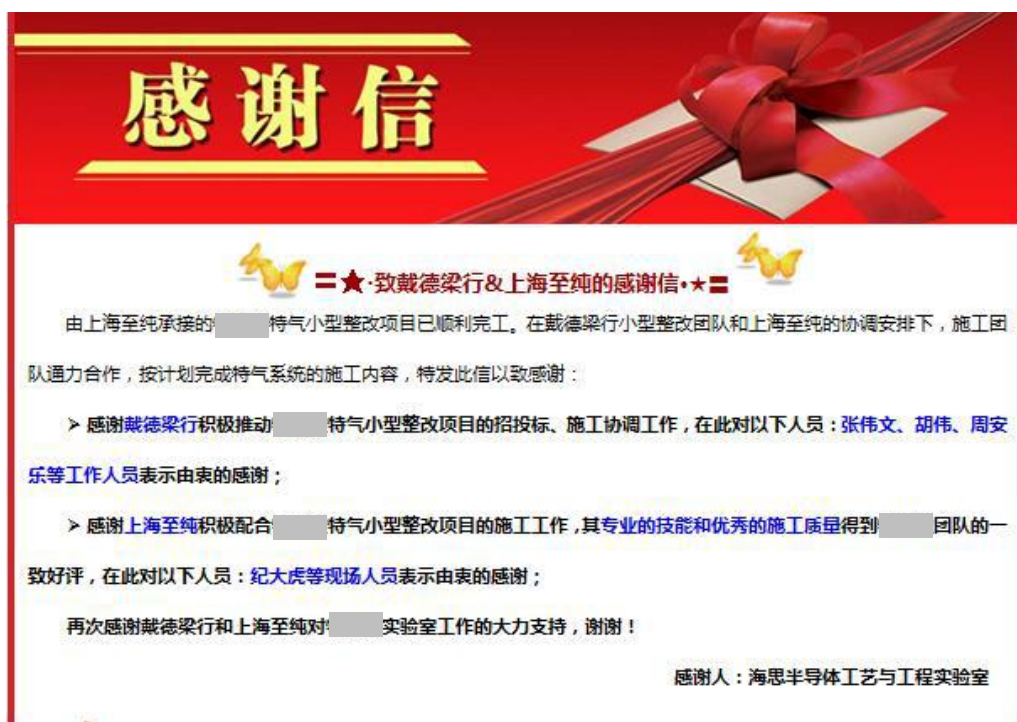 感谢信
〓★·致戴德梁行&上海至纯的感谢信•★〓
由上海至纯承接的 特气小型整改项目已顺利完工。在戴德梁行小型整改团队和上海至纯的协调安排下，施工团
队通力合作，按计划完成特气系统的施工内容，特发此信以致感谢：
➢ 感谢戴德梁行积极推动 特气小型整改项目的招投标、施工协调工作，在此对以下人员：张伟文、胡伟、周安
乐等工作人员表示由衷的感谢；
➢ 感谢上海至纯积极配合 特气小型整改项目的施工工作，其专业的技能和优秀的施工质量得到 团队的一
致好评，在此对以下人员：纪大虎等现场人员表示由衷的感谢；
再次感谢戴德梁行和上海至纯对 实验室工作的大力支持，谢谢！
感谢人：海思半导体工艺与工程实验室